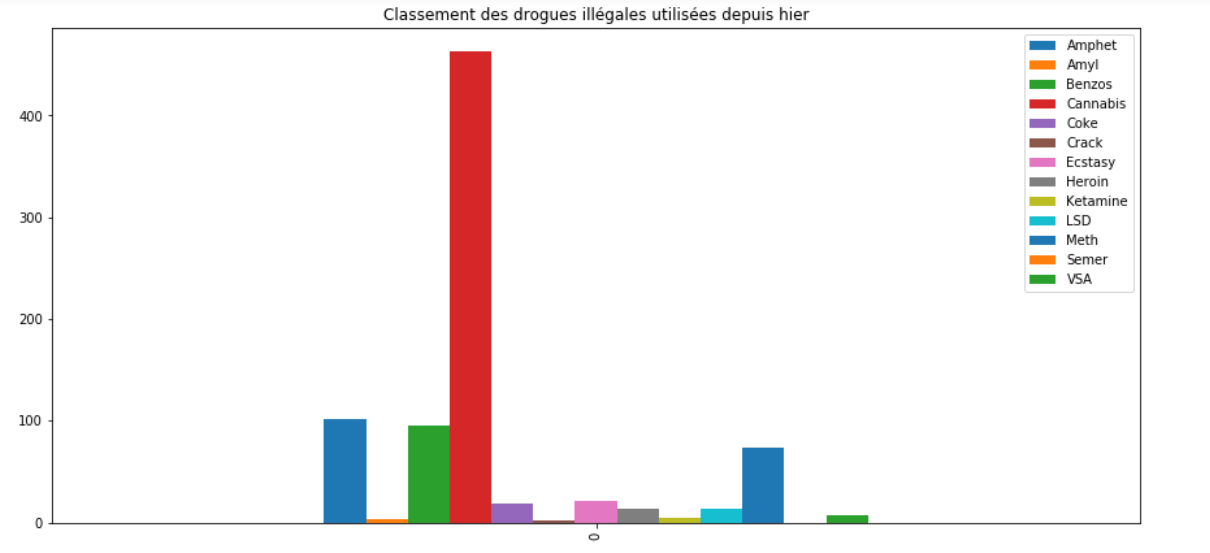 Classement des drogues illégales utilisées depuis hier
400
300
200
100
0
0
Amphet
Amyl
Benzos
Cannabis
Coke
Crack
Ecstasy
Heroin
Ketamine
LSD
Meth
Semer
VSA